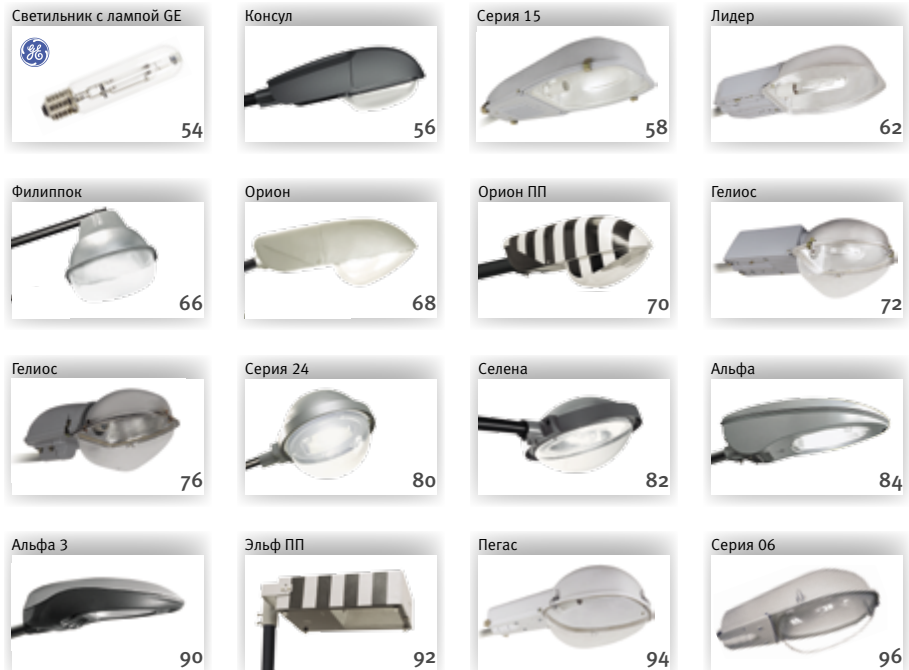 Светильник с лампой GE
54
Консул
56
Серия 15
58
Лидер
62
Филиппок
66
Орион
68
Орион ПП
70
Гелиос
72
Гелиос
76
Серия 24
80
Селена
82
Альфа
84
Альфа 3
90
Эльф ПП
92
Пегас
94
Серия 06
96